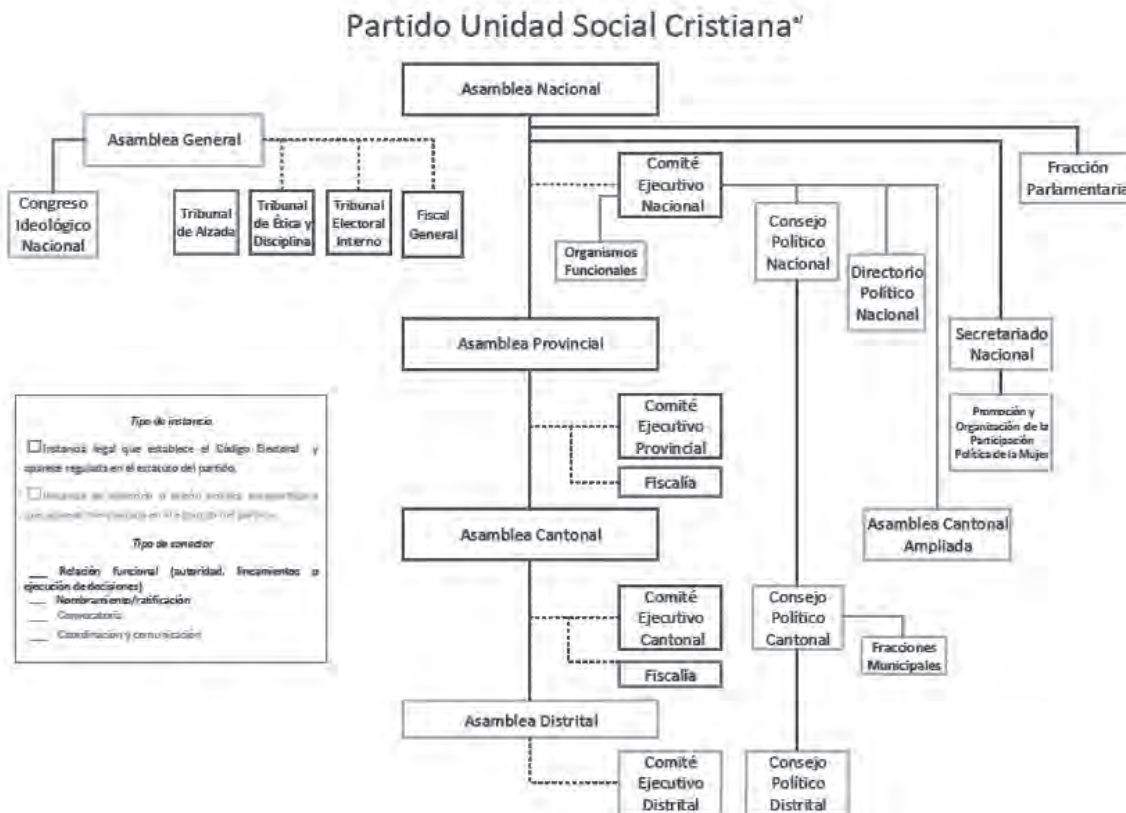 Partido Unidad Social Cristiana a/
Asamblea Nacional
Asamblea General
Congreso
Ideológico
Nacional
Tribunal
de Alzada
Tribunal
de Ética y
Disciplina
Tribunal
Electoral
Interno
Fiscal
General
Comité
Ejecutivo
Nacional
Organismos
Funcionales
Consejo
Político
Nacional
Directorio
Político
Nacional
Fracción
Parlamentaria
Asamblea Provincial
Secretariado
Nacional
Comité
Ejecutivo
Provincial
Fiscalía
Promoción y
Organización de la
Participación
Política de la Mujer
Asamblea Cantonal
Asamblea Cantonal
Ampliada
Comité
Ejecutivo
Cantonal
Fiscalía
Consejo
Político
Cantonal
Fracciones
Municipales
Asamblea Distrital
Comité
Ejecutivo
Distrital
Consejo
Político
Distrital
Tipo de instancia
Instancia legal que establece el Código Electoral y
aparece regulada en el estatuto del partido.
Tipo de conector
Relación funcional (autoridad, lineamientos o
ejecución de decisiones)
Nombramiento/ratificación
Convocatoria
Coordinación y comunicación